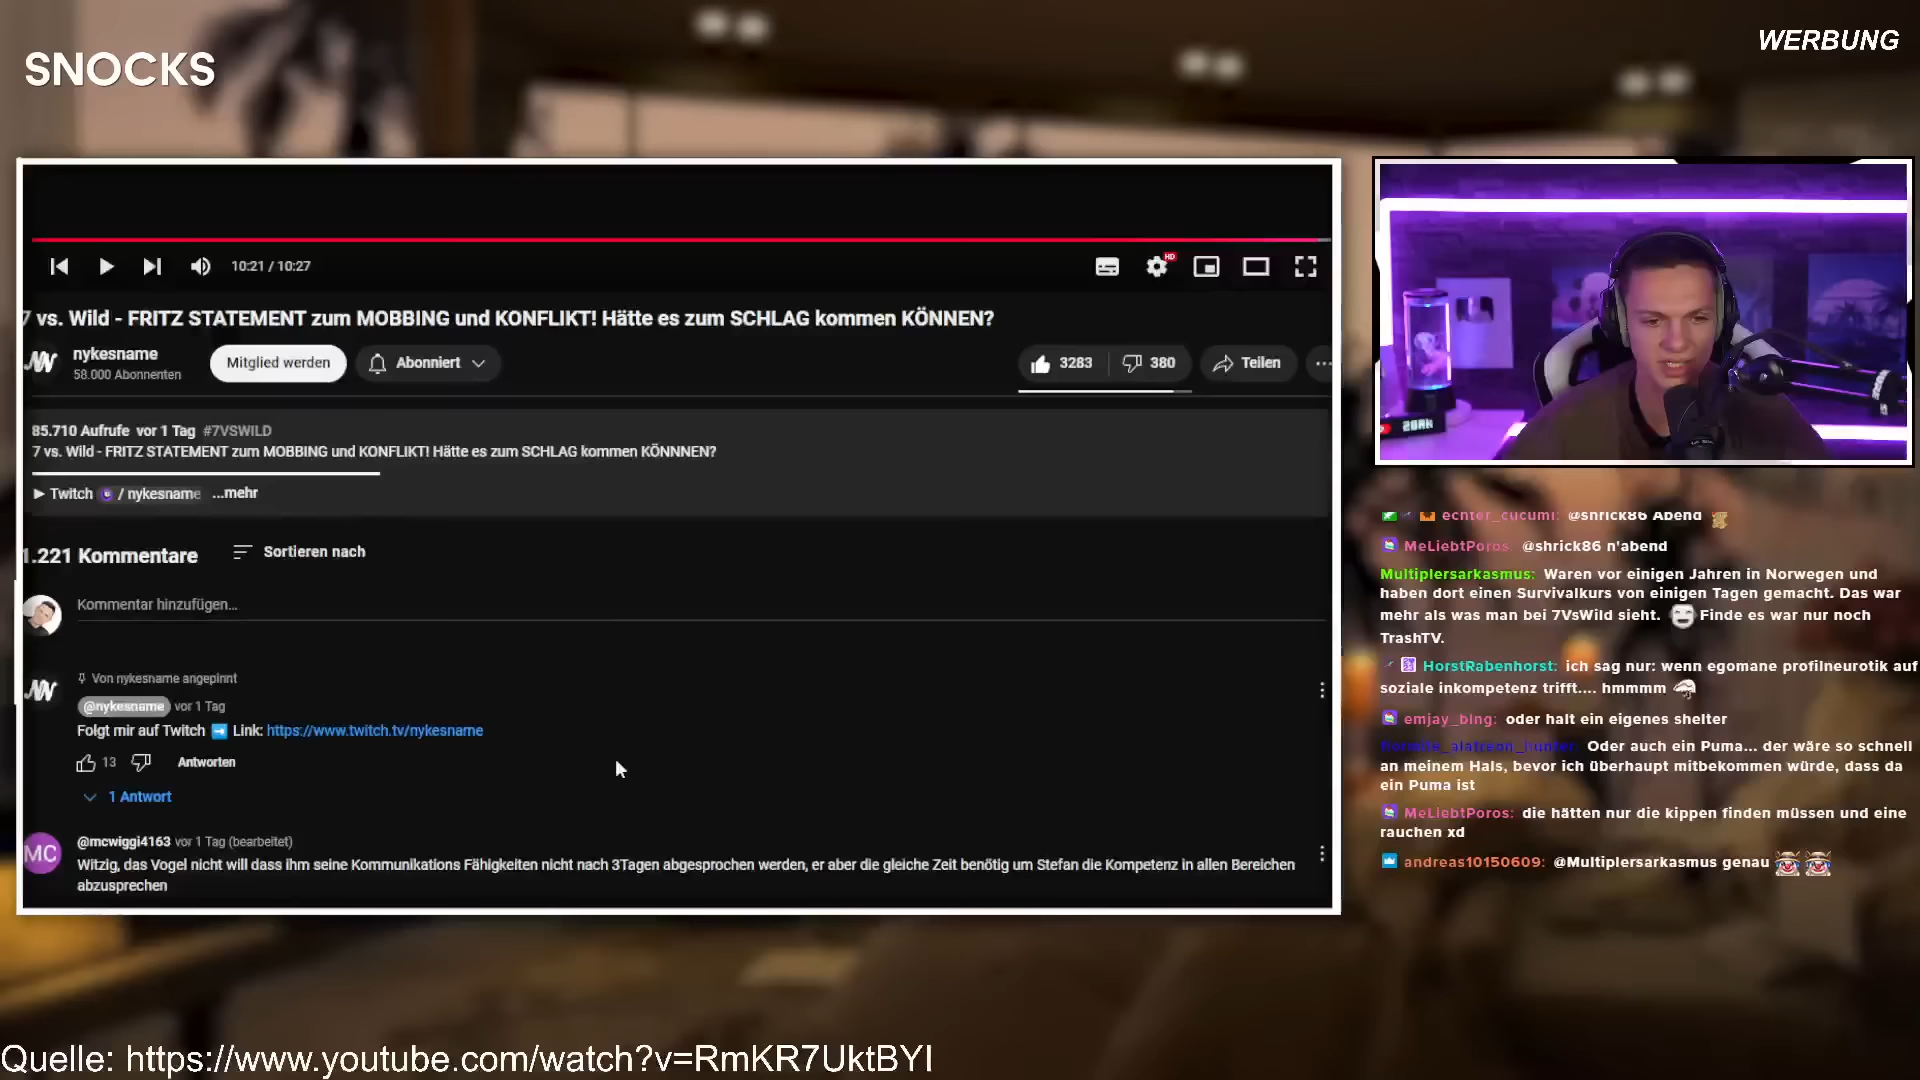 SNOCKS
WERBUNG
10:21 / 10:27
HD
7 vs. Wild - FRITZ STATEMENT zum MOBBING und KONFLIKT! Hätte es zum SCHLAG kommen KÖNNEN?
nykesname
58.000 Abonnenten
Mitglied werden
Abonniert
3283
380
Teilen
85.710 Aufrufe vor 1 Tag #7VSWILD
7 vs. Wild - FRITZ STATEMENT zum MOBBING und KONFLIKT! Hätte es zum SCHLAG kommen KÖNNNEN?
Twitch / nykesname ...mehr
1.221 Kommentare
Sortieren nach
Kommentar hinzufügen...
Von nykesname angepinnt
@nykesname vor 1 Tag
Folgt mir auf Twitch Link: https://www.twitch.tv/nykesname
13
Antworten
1 Antwort
MC
@mcwiggi4163 vor 1 Tag (bearbeitet)
Witzig, das Vogel nicht will dass ihm seine Kommunikations Fähigkeiten nicht nach 3Tagen abgesprochen werden, er aber die gleiche Zeit benötig um Stefan die Kompetenz in allen Bereichen
abzusprechen
echter_cucumi: @shrick86 Abend
MeLiebtPoros: @shrick86 n'abend
Multiplersarkasmus: Waren vor einigen Jahren in Norwegen und
haben dort einen Survivalkurs von einigen Tagen gemacht. Das war
mehr als was man bei 7VsWild sieht. Finde es war nur noch
TrashTV.
HorstRabenhorst: ich sag nur: wenn egomane profilneurotik auf
soziale inkompetenz trifft.... hmmmm
emjay_bing: oder halt ein eigenes shelter
Oder auch ein Puma... der wäre so schnell
an meinem Hals, bevor ich überhaupt mitbekommen würde, dass da
ein Puma ist
MeLiebtPoros: die hätten nur die kippen finden müssen und eine
rauchen xd
andreas10150609: @Multiplersarkasmus genau
Quelle: https://www.youtube.com/watch?v=RmKR7UktBYI